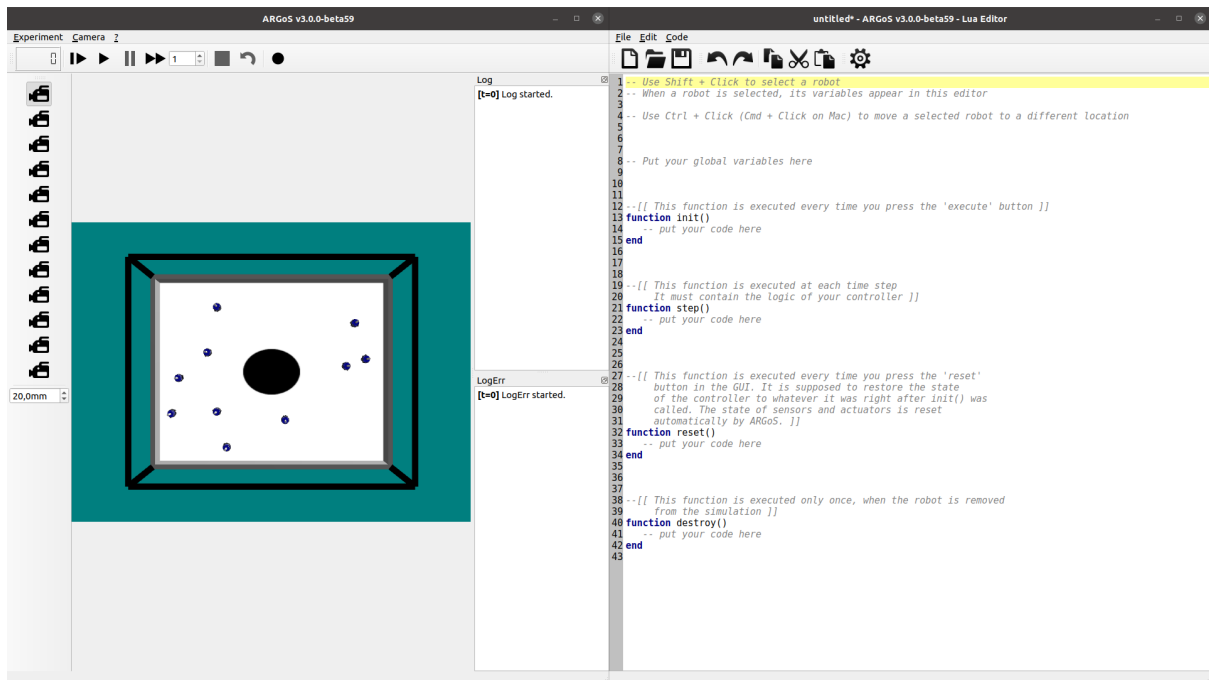 ARGoS v3.0.0-beta59
Experiment Camera ?
0
1
20,0mm
Log
[t=0] Log started.
LogErr
[t=0] LogErr started.
untitled* - ARGoS v3.0.0-beta59 - Lua Editor
File Edit Code
1 -- Use Shift + Click to select a robot
2 -- When a robot is selected, its variables appear in this editor
3
4 -- Use Ctrl + Click (Cmd + Click on Mac) to move a selected robot to a different location
5
6
7
8 -- Put your global variables here
9
10
11
12 --[[ This function is executed every time you press the 'execute' button ]]
13 function init()
14 -- put your code here
15 end
16
17
18
19 --[[ This function is executed at each time step
20 It must contain the logic of your controller ]]
21 function step()
22 -- put your code here
23 end
24
25
26
27 --[[ This function is executed every time you press the 'reset'
28 button in the GUI. It is supposed to restore the state
29 of the controller to whatever it was right after init() was
30 called. The state of sensors and actuators is reset
31 automatically by ARGoS. ]]
32 function reset()
33 -- put your code here
34 end
35
36
37
38 --[[ This function is executed only once, when the robot is removed
39 from the simulation ]]
40 function destroy()
41 -- put your code here
42 end
43